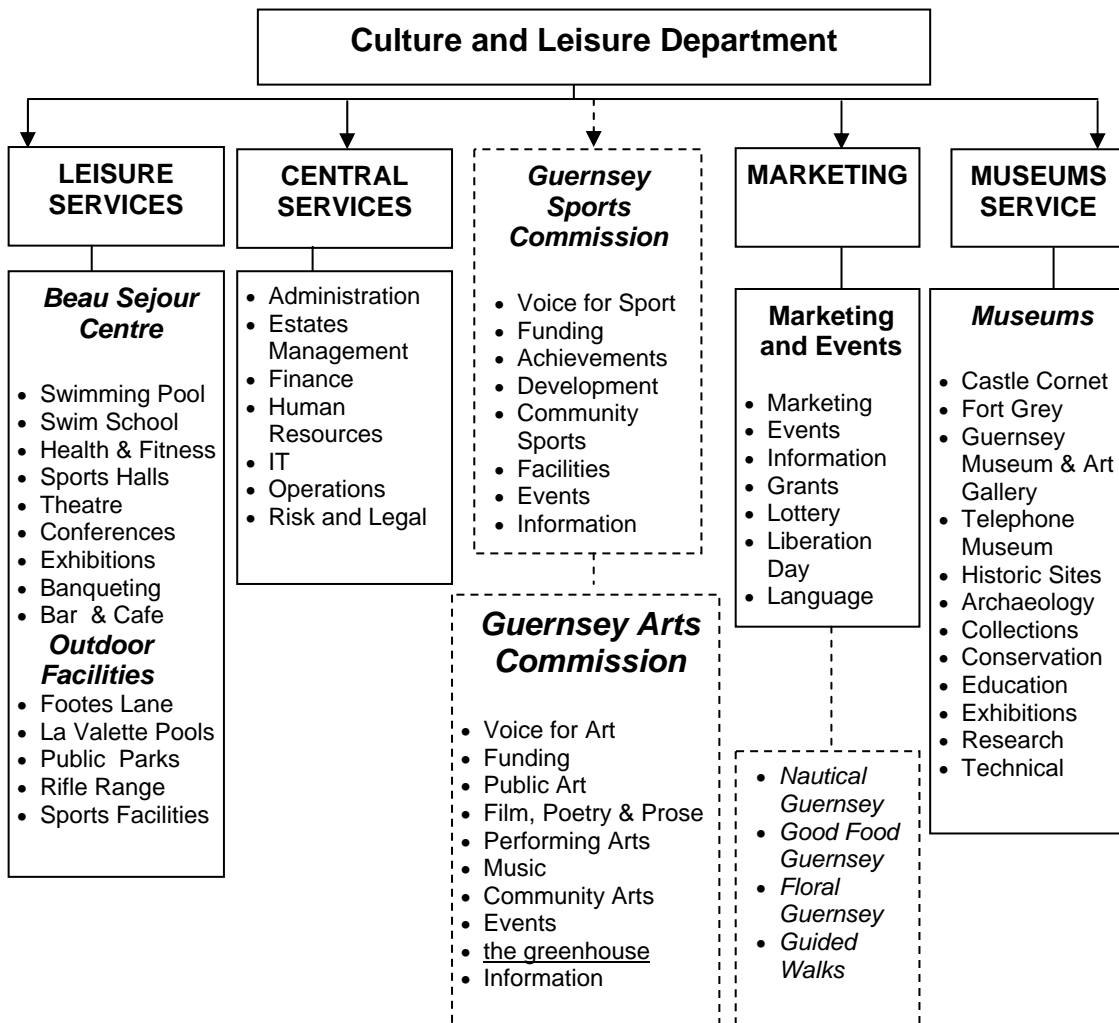 Culture and Leisure Department
LEISURE
SERVICES
Beau Sejour
Centre
• Swimming Pool
• Swim School
• Health & Fitness
• Sports Halls
• Theatre
• Conferences
• Exhibitions
• Banqueting
• Bar & Cafe
Outdoor
Facilities
• Footes Lane
• La Valette Pools
• Public Parks
• Rifle Range
• Sports Facilities
CENTRAL
SERVICES
• Administration
• Estates
Management
• Finance
• Human
Resources
• IT
• Operations
• Risk and Legal
Guernsey
Sports
Commission
• Voice for Sport
• Funding
• Achievements
• Development
• Community
Sports
• Facilities
• Events
• Information
Guernsey Arts
Commission
• Voice for Art
• Funding
• Public Art
• Film, Poetry & Prose
• Performing Arts
• Music
• Community Arts
• Events
• the greenhouse
• Information
MARKETING
Marketing
and Events
• Marketing
• Events
• Information
• Grants
• Lottery
• Liberation
Day
• Language
• Nautical
Guernsey
• Good Food
Guernsey
• Floral
Guernsey
• Guided
Walks
MUSEUMS
SERVICE
Museums
• Castle Cornet
• Fort Grey
• Guernsey
Museum & Art
Gallery
• Telephone
Museum
• Historic Sites
• Archaeology
• Collections
• Conservation
• Education
• Exhibitions
• Research
• Technical